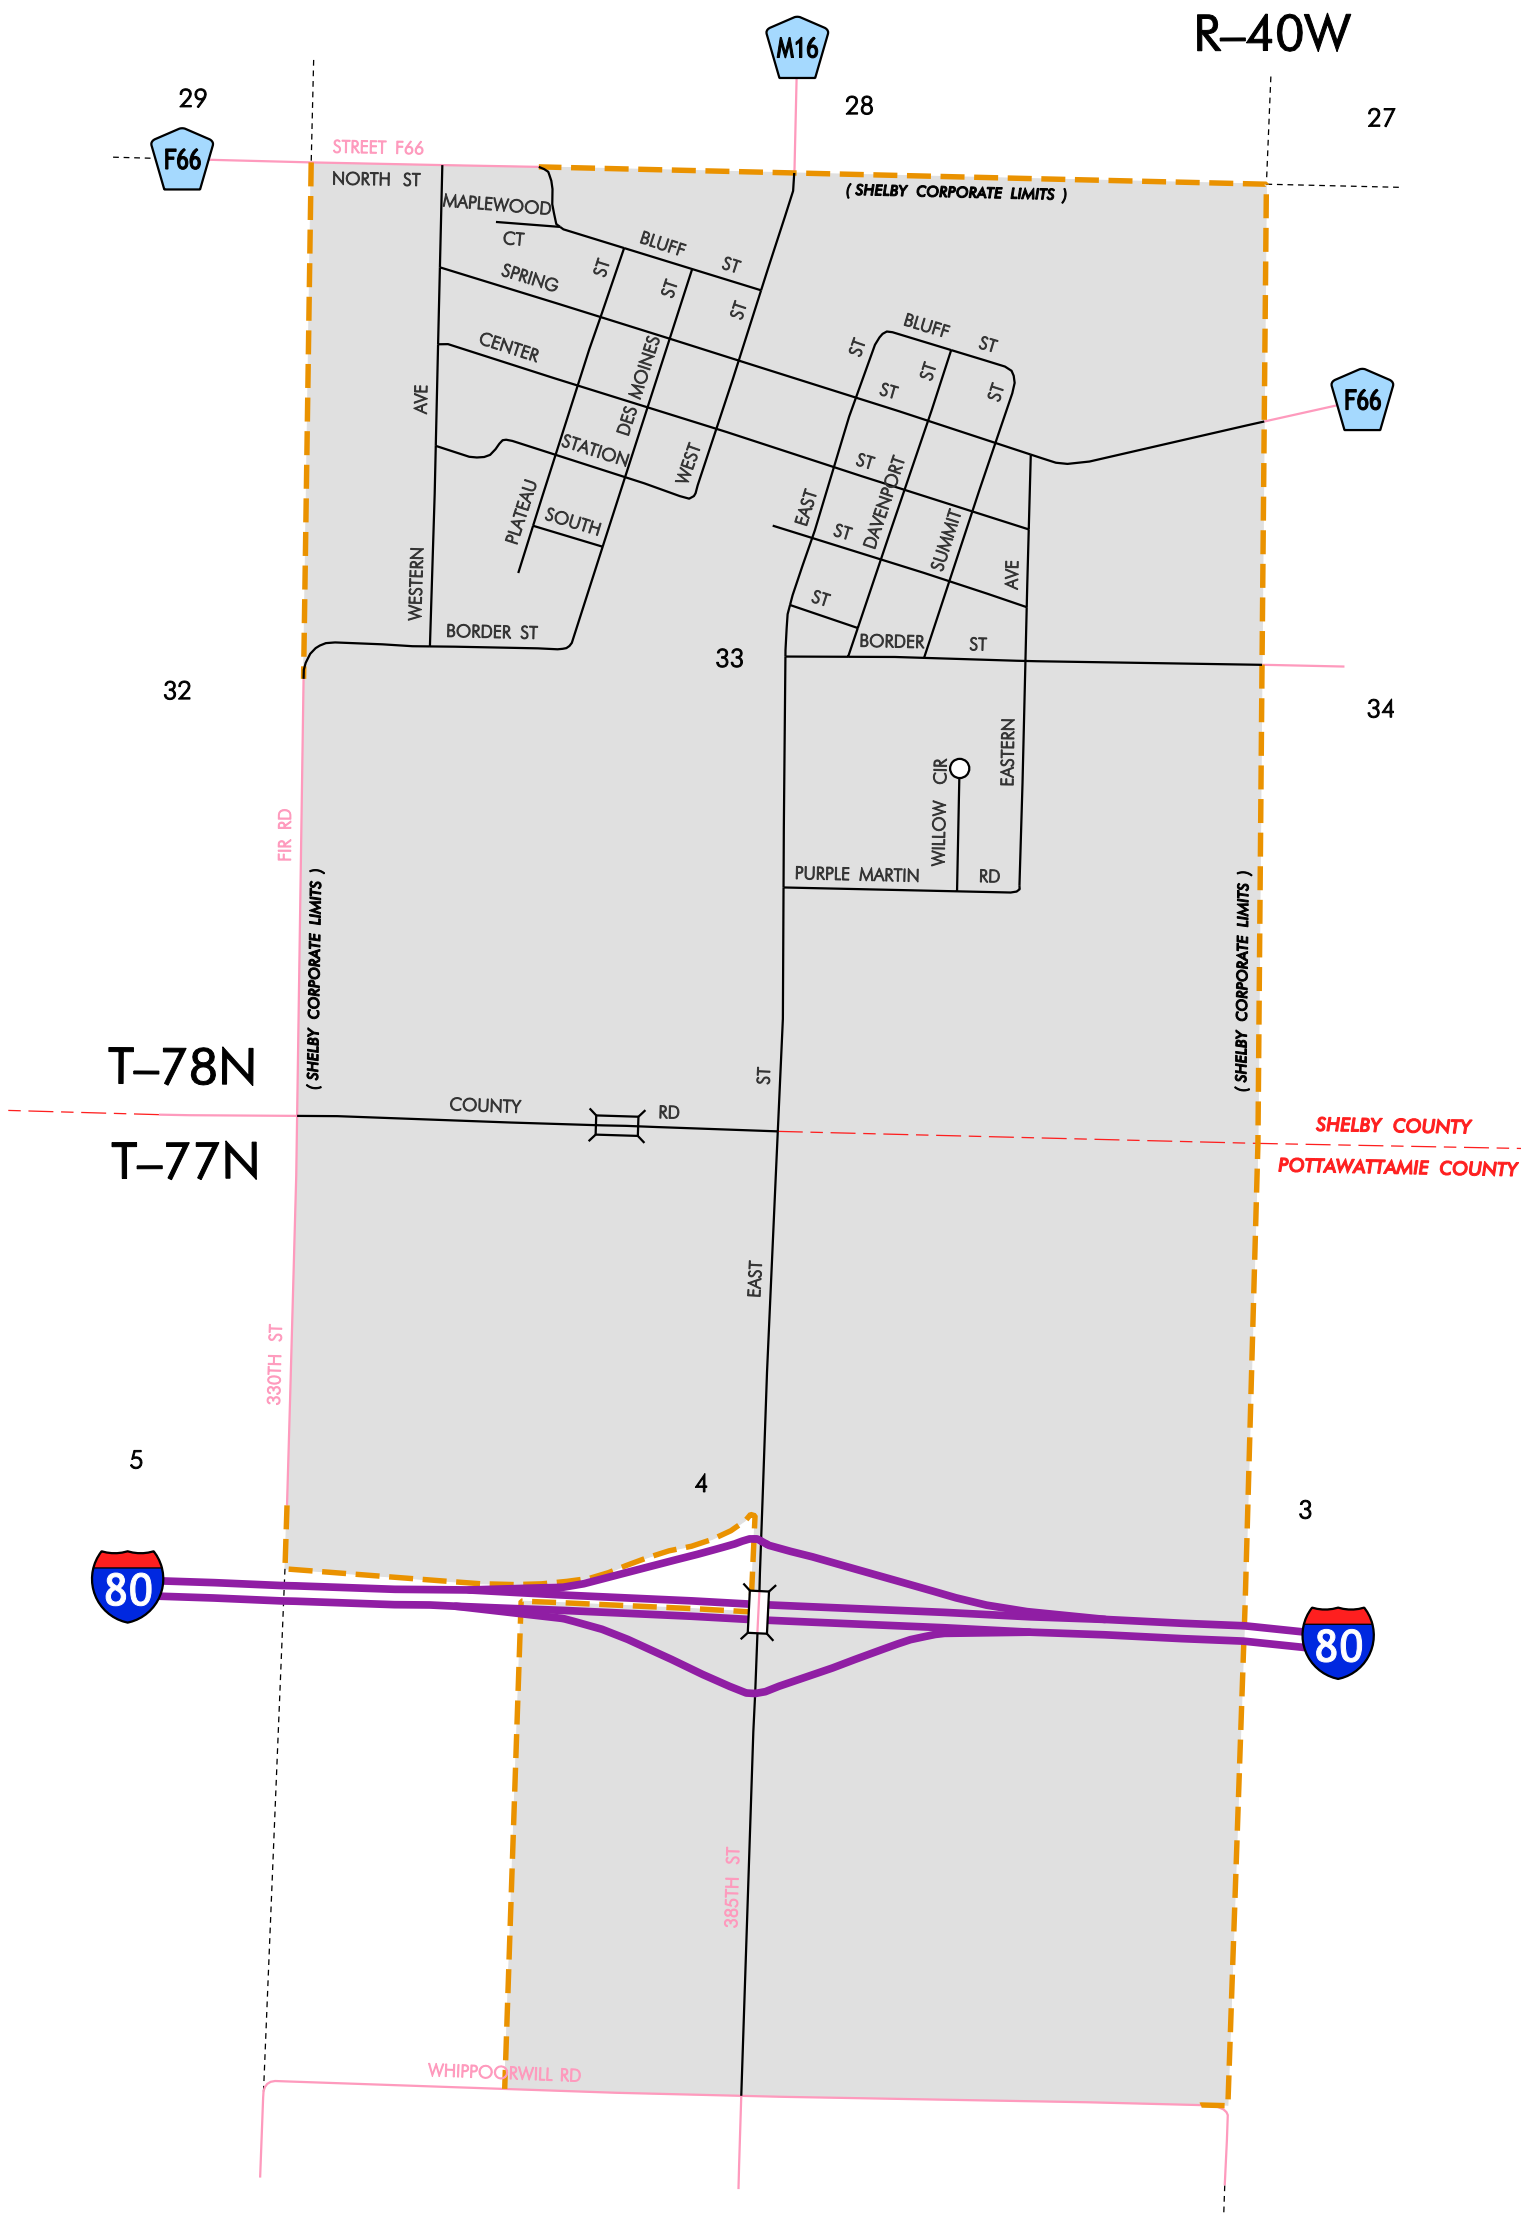 R–40W
M16
29
28
27
F66
STREET F66
NORTH ST
( SHELBY CORPORATE LIMITS )
MAPLEWOOD
CT
BLUFF ST
SPRING
ST
ST
ST
CENTER
BLUFF ST
ST
ST
ST
ST
DES MOINES
F66
AVE
STATION
WEST
ST
PLATEAU
SOUTH
EAST
DAVENPORT
ST
SUMMIT
AVE
WESTERN
ST
BORDER ST
BORDER ST
33
32
34
EASTERN
WILLOW CIR
FIR RD
PURPLE MARTIN RD
( SHELBY CORPORATE LIMITS )
( SHELBY CORPORATE LIMITS )
T–78N
ST
COUNTY RD
SHELBY COUNTY
T–77N
POTTAWATTAMIE COUNTY
EAST
330TH ST
5
4
3
80
80
385TH ST
WHIPPOORWILL RD